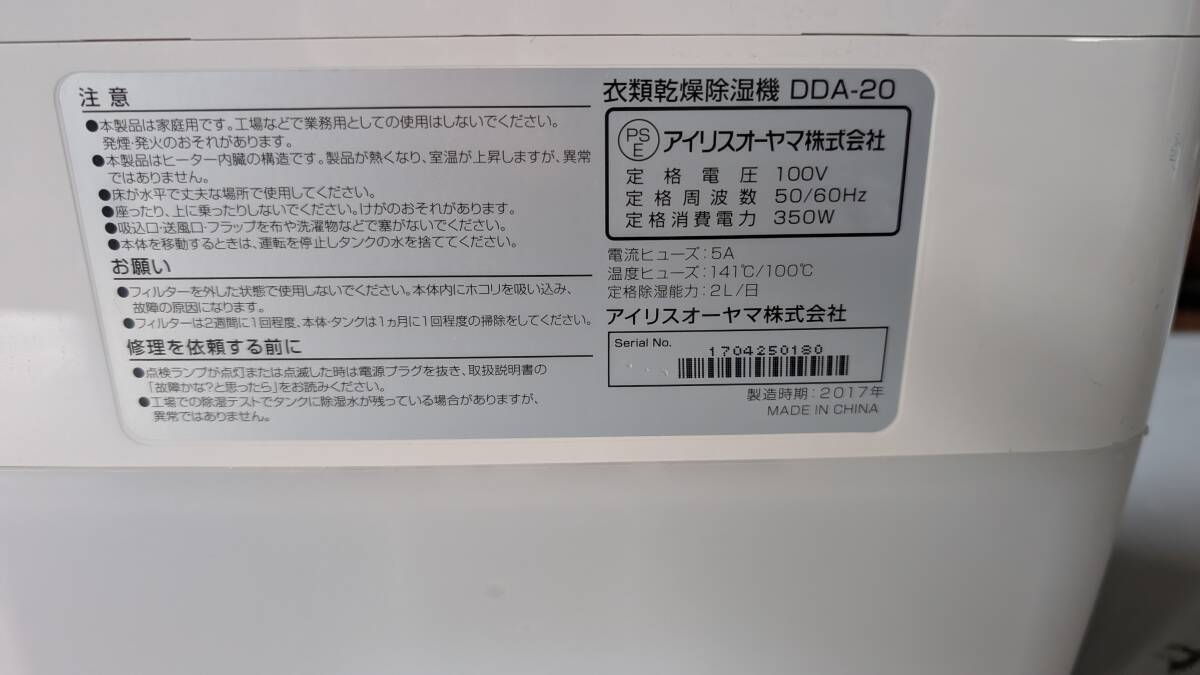 注意
●本製品は家庭用です。工場などで業務用としての使用はしないでください。
発煙・発火のおそれがあります。
●本製品はヒーター内臓の構造です。製品が熱くなり、室温が上昇しますが、異常
ではありません。
●床が水平で丈夫な場所で使用してください。
●座ったり、上に乗ったりしないでください。けがのおそれがあります。
●吸込口・送風口・フラップを布や洗濯物などで塞がないでください。
●本体を移動するときは、運転を停止しタンクの水を捨ててください。
お願い
●フィルターを外した状態で使用しないでください。本体内にホコリを吸い込み、
故障の原因になります。
●フィルターは2週間に1回程度、本体・タンクは1ヵ月に1回程度の掃除をしてください。
修理を依頼する前に
●点検ランプが点灯または点滅した時は電源プラグを抜き、取扱説明書の
「故障かな?と思ったら」をお読みください。
●工場での除湿テストでタンクに除湿水が残っている場合がありますが、
異常ではありません。
衣類乾燥除湿機 DDA-20
PSE アイリスオーヤマ株式会社
定格電圧 100V
定格周波数 50/60Hz
定格消費電力 350W
電流ヒューズ:5A
温度ヒューズ:141℃/100℃
定格除湿能力:2L/日
アイリスオーヤマ株式会社
Serial No.
1704250180
製造時期:2017年
MADE IN CHINA